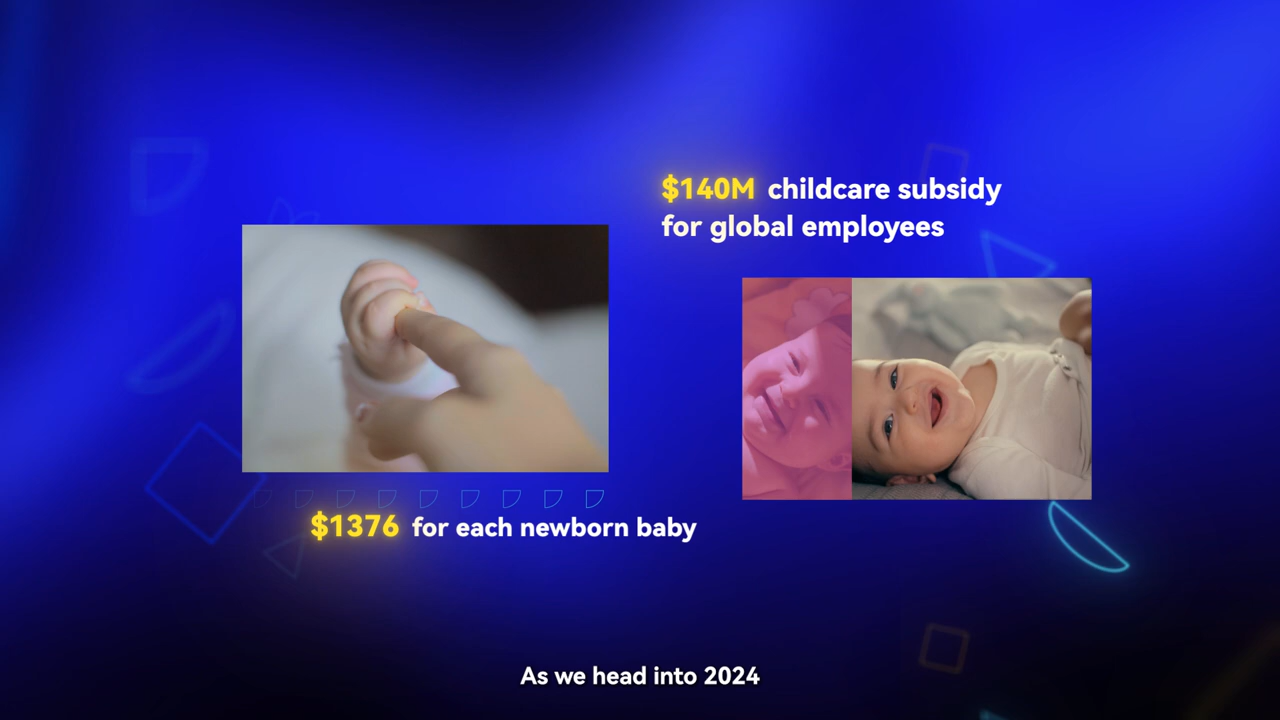 $140M childcare subsidy
for global employees
$1376 for each newborn baby
As we head into 2024